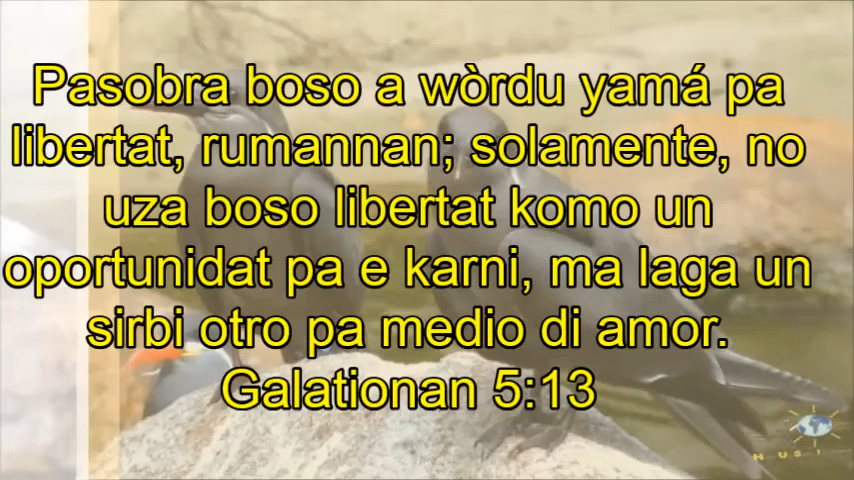 Pasobra boso a wòrdu yamá pa
libertat, rumannan; solamente, no
uza boso libertat komo un
oportunidat pa e karni, ma laga un
sirbi otro pa medio di amor.
Galationan 5:13